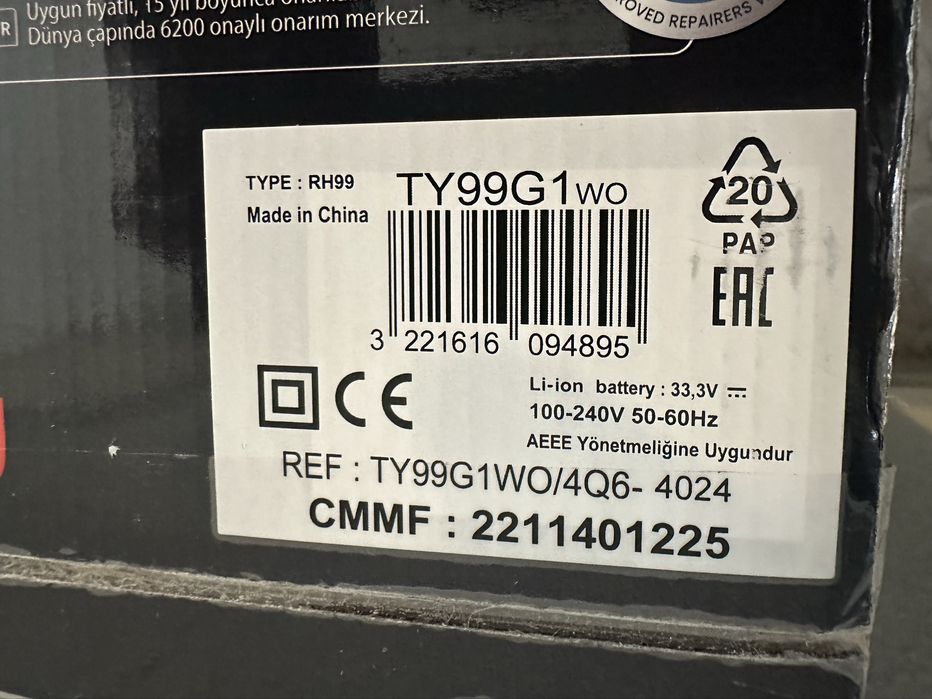 Uygun fiyatlı, 15 yıl boyunca
R Dünya çapında 6200 onaylı onarım merkezi.
REPAIRERS
TYPE : RH99
Made in China
TY99G1WO
3 221616 094895
20
PAP
EAC
CE
Li-ion battery : 33,3V
100-240V 50-60Hz
AEEE Yönetmeliğine Uygundur
REF : TY99G1WO/4Q6- 4024
CMMF : 2211401225